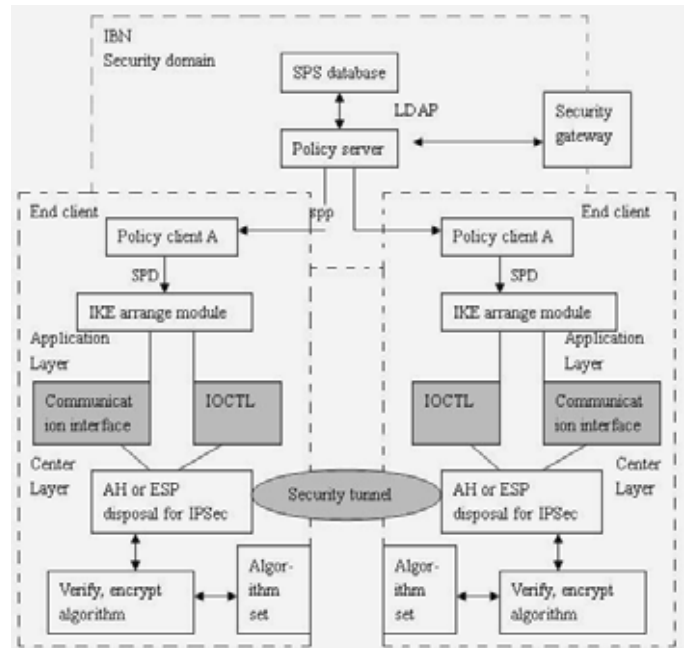 IBN
Security domain
SPS database
LDAP
Policy server
Security
gateway
End client
spp
End client
Policy client A
Policy client A
SPD
SPD
IKE arrange module
IKE arrange module
Application
Layer
Application
Layer
Communicat
ion interface
IOCTL
IOCTL
Communicat
ion interface
Center
Layer
Center
Layer
AH or ESP
disposal for IPSec
Security tunnel
AH or ESP
disposal for IPSec
Verify, encrypt
algorithm
Algor-
ithm
set
Algor-
ithm
set
Verify, encrypt
algorithm